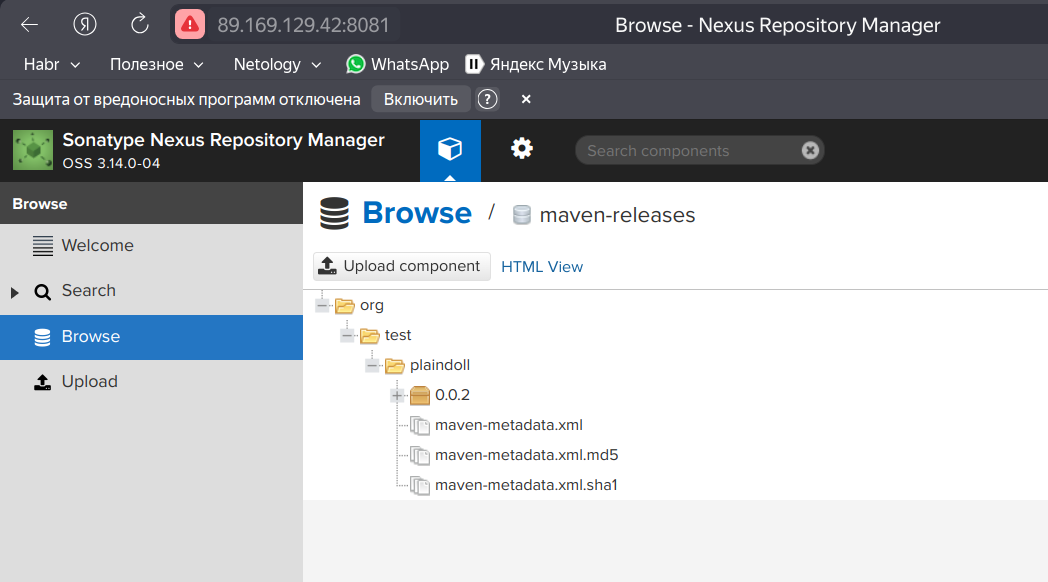 Я 89.169.129.42:8081 Browse - Nexus Repository Manager
Habr Полезное Netology WhatsApp Яндекс Музыка
Защита от вредоносных программ отключена Включить ? ×
Sonatype Nexus Repository Manager
OSS 3.14.0-04
Search components
Browse
Welcome
Search
Browse
Upload
Browse / maven-releases
Upload component HTML View
org
test
plaindoll
0.0.2
maven-metadata.xml
maven-metadata.xml.md5
maven-metadata.xml.sha1